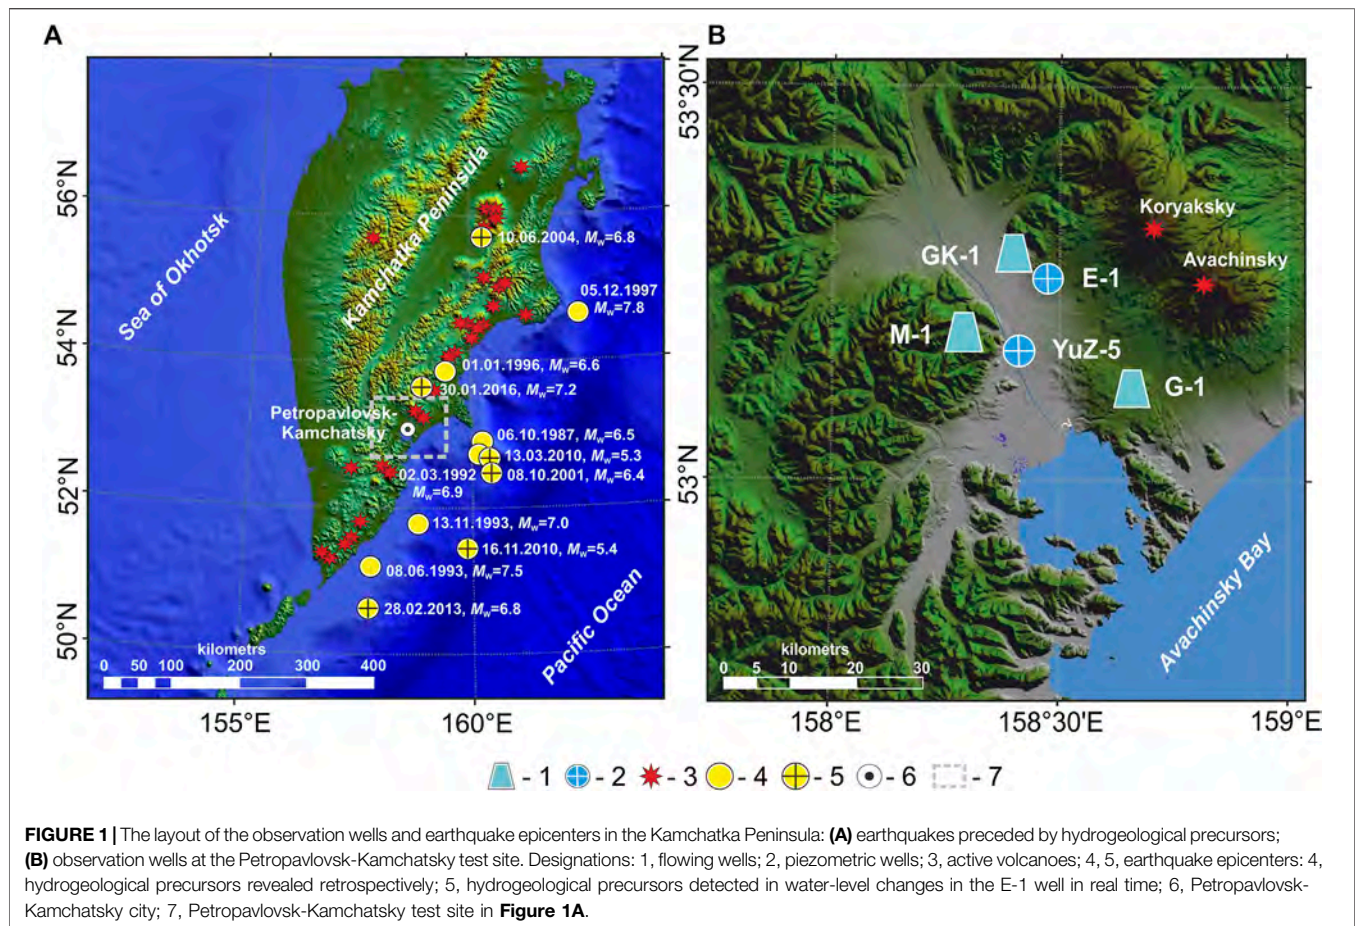 A
B
56°N
54°N
52°N
50°N
155°E
160°E
Sea of Okhotsk
Kamchatka Peninsula
10.06.2004, Mw=6.8
05.12.1997
Mw=7.8
01.01.1996, Mw=6.6
30.01.2016, Mw=7.2
Petropavlovsk-
Kamchatsky
06.10.1987, Mw=6.5
13.03.2010, Mw=5.3
08.10.2001, Mw=6.4
02.03.1992
Mw=6.9
13.11.1993, Mw=7.0
16.11.2010, Mw=5.4
08.06.1993, Mw=7.5
28.02.2013, Mw=6.8
Pacific Ocean
kilometrs
0 50 100 200 300 400
53°30'N
53°N
Koryaksky
Avachinsky
GK-1
E-1
M-1
YuZ-5
G-1
Avachinsky Bay
kilometrs
0 5 10 20 30
158°E
158°30E
159°E
- 1 - 2 - 3 - 4 - 5 - 6 - 7
FIGURE 1 | The layout of the observation wells and earthquake epicenters in the Kamchatka Peninsula: (A) earthquakes preceded by hydrogeological precursors;
(B) observation wells at the Petropavlovsk-Kamchatsky test site. Designations: 1, flowing wells; 2, piezometric wells; 3, active volcanoes; 4, 5, earthquake epicenters: 4,
hydrogeological precursors revealed retrospectively; 5, hydrogeological precursors detected in water-level changes in the E-1 well in real time; 6, Petropavlovsk-
Kamchatsky city; 7, Petropavlovsk-Kamchatsky test site in Figure 1A.